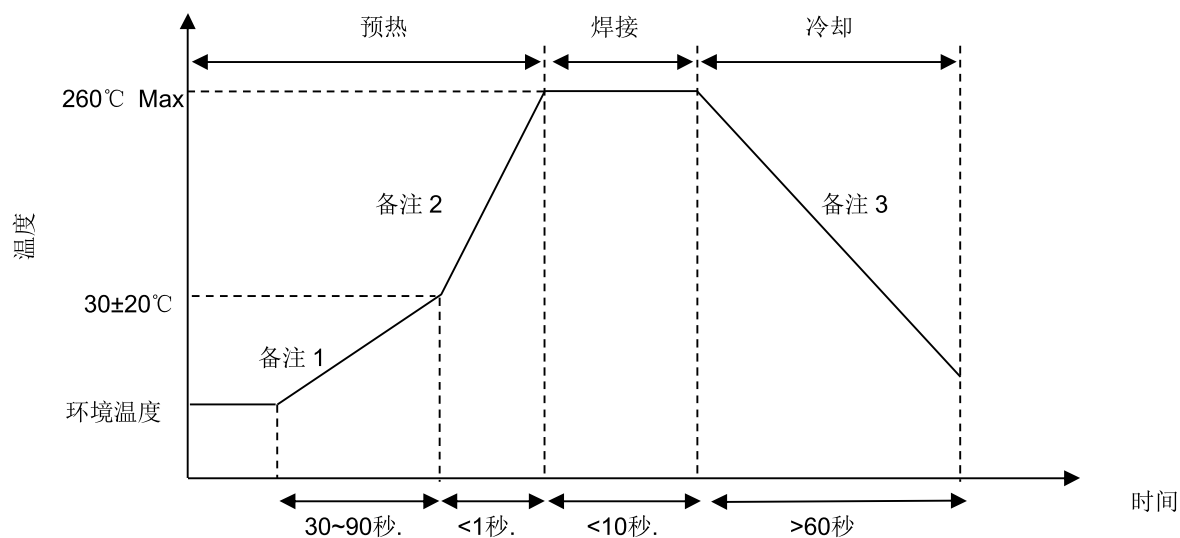 预热
焊接
冷却
260℃ Max
备注 2
备注 3
温度
30±20℃
备注 1
环境温度
时间
30~90秒.
<1秒.
<10秒.
>60秒